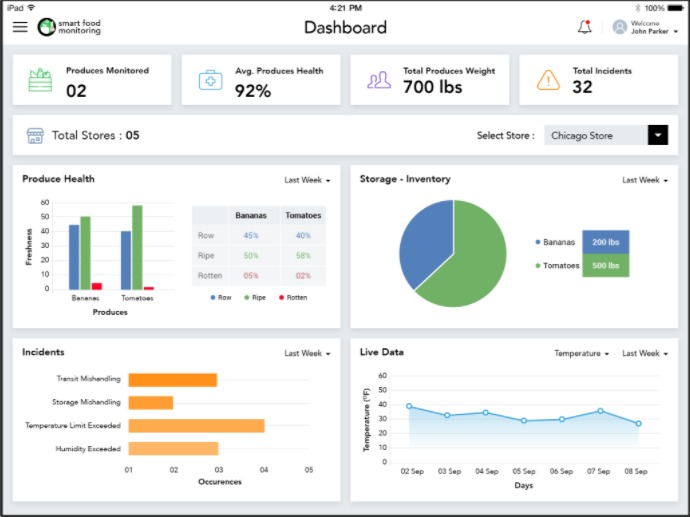 iPad
4:21 PM
100%
smart food
monitoring
Dashboard
Welcome
John Parker
Produces Monitored
02
Avg. Produces Health
92%
Total Produces Weight
700 lbs
Total Incidents
32
Total Stores : 05
Select Store :
Chicago Store
Produce Health
Last Week
Freshness
60
50
40
30
20
10
0
Bananas
Tomatoes
Produces
Bananas Tomatoes
Row 45% 40%
Ripe 50% 58%
Rotten 05% 02%
Row Ripe Rotten
Storage - Inventory
Last Week
Bananas 200 lbs
Tomatoes 500 lbs
Incidents
Last Week
Transit Mishandling
Storage Mishandling
Temperature Limit Exceeded
Humidity Exceeded
01 02 03 04 05
Occurences
Live Data
Temperature
Last Week
Temperature (°F)
60
50
40
30
20
10
0
02 Sep 03 Sep 04 Sep 05 Sep 06 Sep 07 Sep 08 Sep
Days